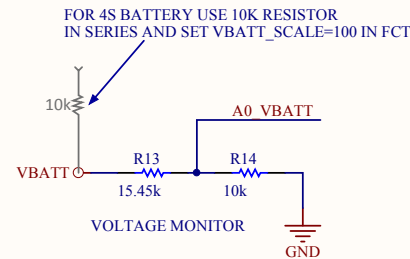 FOR 4S BATTERY USE 10K RESISTOR
IN SERIES AND SET VBATT_SCALE=100 IN FCT
10k
A0_VBATT
VBATT
R13
R14
15.45k
10k
VOLTAGE MONITOR
GND